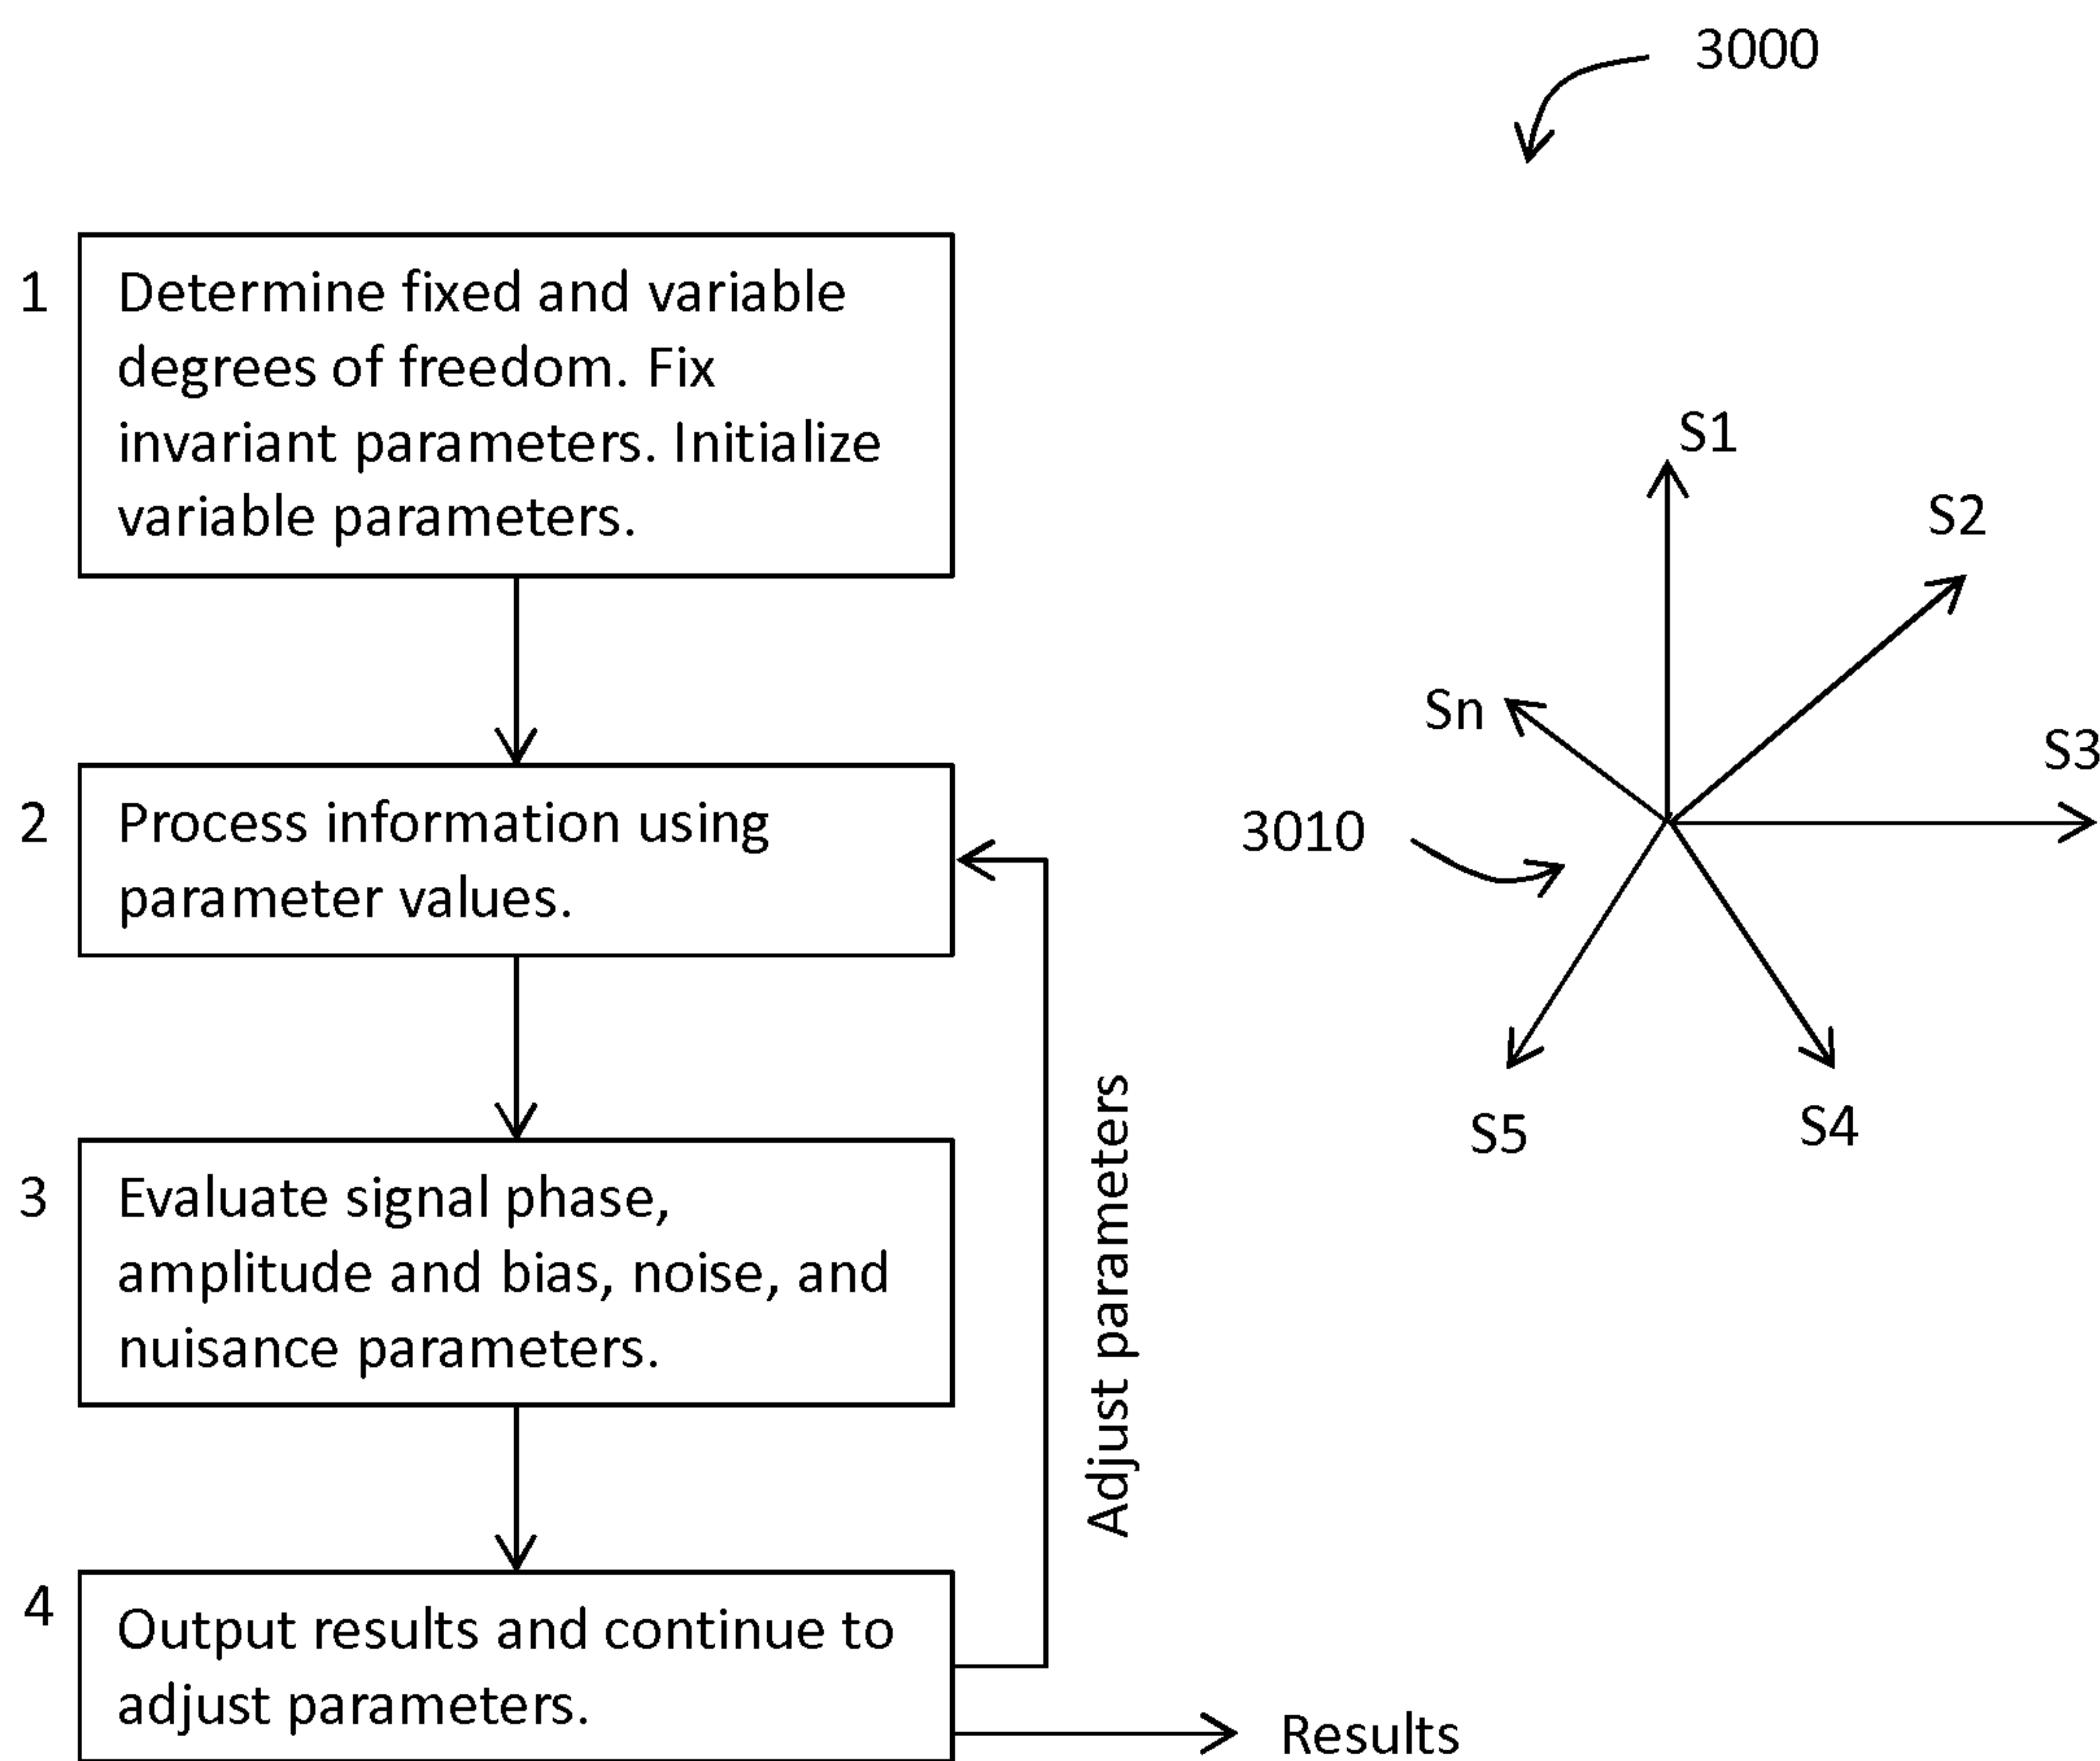 3000
1
Determine fixed and variable
degrees of freedom. Fix
invariant parameters. Initialize
variable parameters.
2
Process information using
parameter values.
3
Evaluate signal phase,
amplitude and bias, noise, and
nuisance parameters.
4
Output results and continue to
adjust parameters.
Adjust parameters
Results
S1
S2
Sn
S3
3010
S5
S4